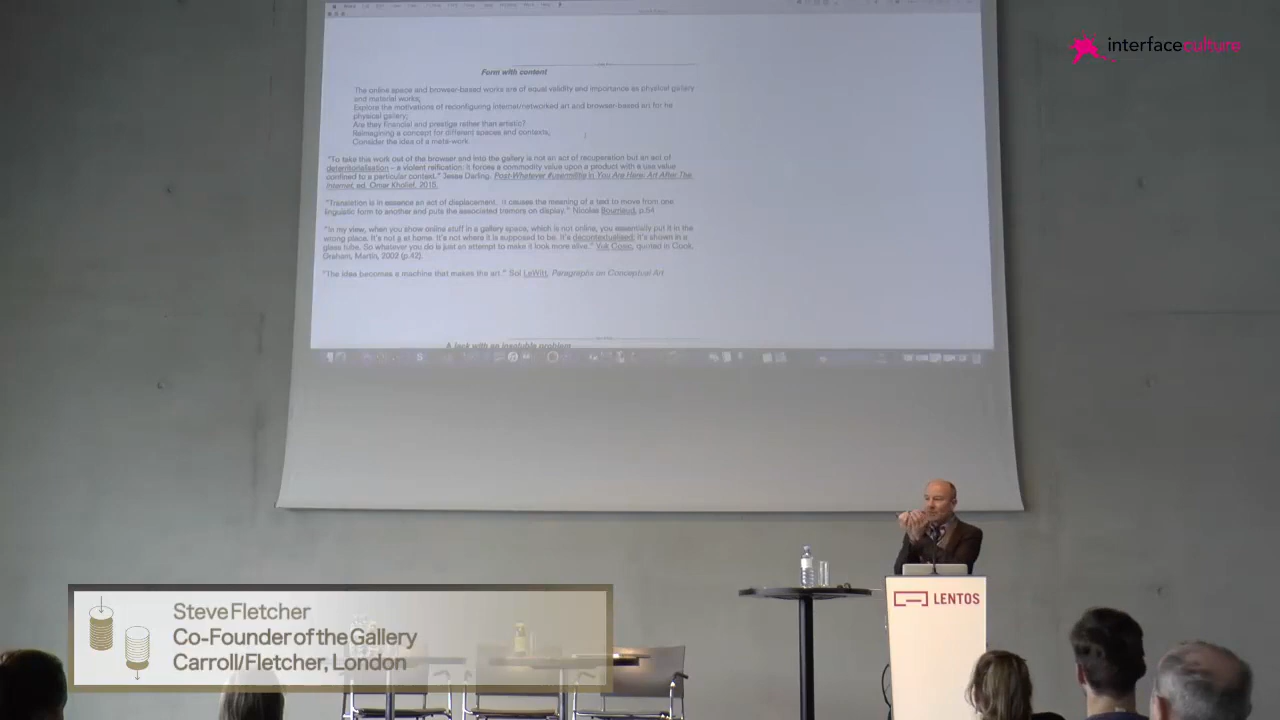 interfaceculture
Form with content
The online space and browser-based works are of equal validity and importance as physical gallery
and material works;
Explore the motivations of reconfiguring internet/networked art and browser-based art for he
physical gallery;
Are they financial and prestige rather than artistic?
Reimagining a concept for different spaces and contexts,
Consider the idea of a meta-work
"To take this work out of the browser and into the gallery is not an act of recuperation but an act of
deterritorialisation – a violent reification: it forces a commodity value upon a product with a use value
confined to a particular context." Jesse Darling, Post-Whatever #usermilitia in You Are Here: Art After The
Internet, ed. Omar Kholeif, 2015.
"Translation is in essence an act of displacement. It causes the meaning of a text to move from one
linguistic form to another and puts the associated tremors on display." Nicolas Bourriaud, p.54
"In my view, when you show online stuff in a gallery space, which is not online, you essentially put it in the
wrong place. It's not a at home. It's not where it is supposed to be. It's decontextualised; it's shown in a
glass tube. So whatever you do is just an attempt to make it look more alive." Vuk Cosic, quoted in Cook,
Graham, Martin, 2002 (p.42).
"The idea becomes a machine that makes the art." Sol LeWitt, Paragraphs on Conceptual Art
A look with an insoluble problem
LENTOS
Steve Fletcher
Co-Founder of the Gallery
Carroll/Fletcher, London